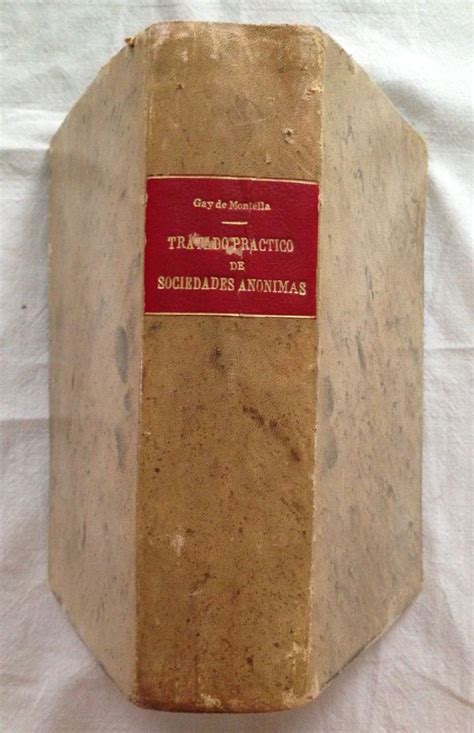 Gay de Montella
TRATADO PRACTICO
DE
SOCIEDADES ANONIMAS